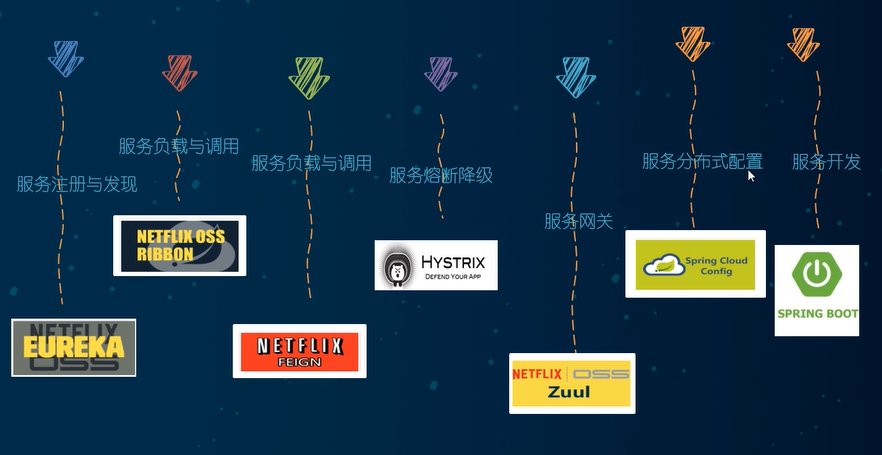 服务注册与发现
NETFLIX
EUREKA
OSS
服务负载与调用
NETFLIX OSS
RIBBON
服务负载与调用
NETFLIX
FEIGN
服务熔断降级
HYSTRIX
DEFEND YOUR APP
服务网关
NETFLIX OSS
Zuul
服务分布式配置
Spring Cloud
Config
服务开发
SPRING BOOT